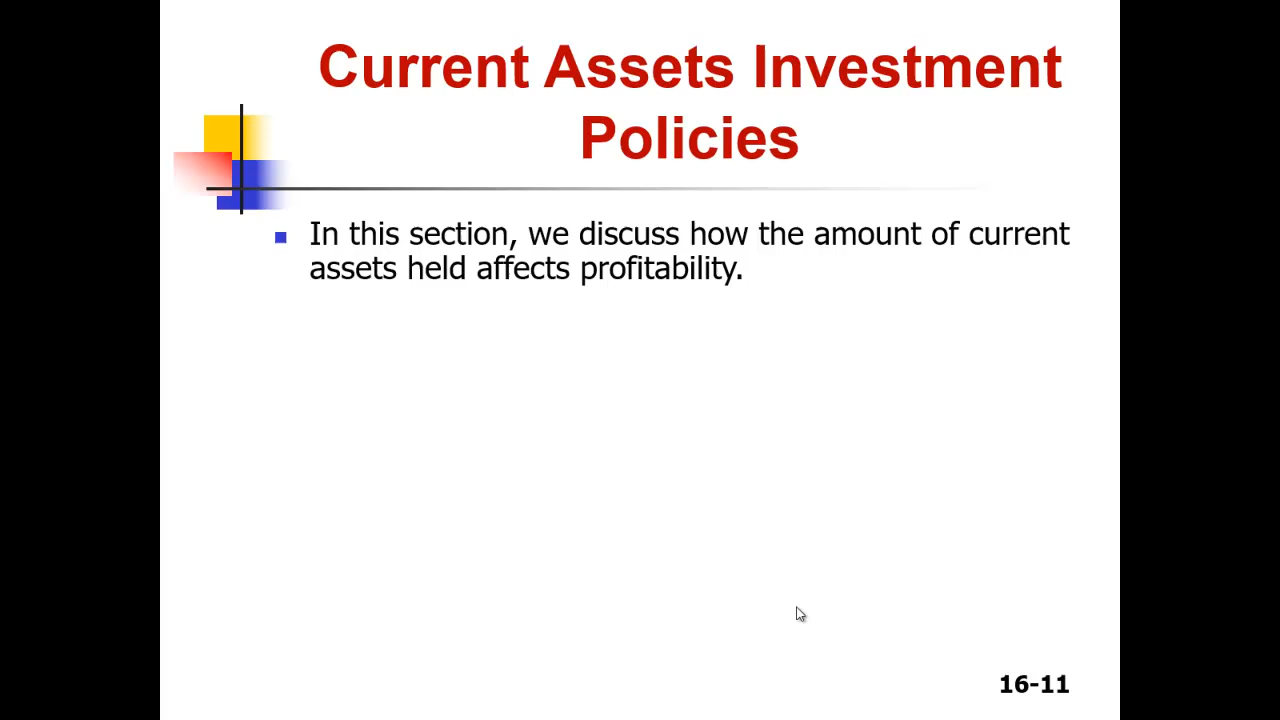 Current Assets Investment
Policies
In this section, we discuss how the amount of current
assets held affects profitability.
16-11